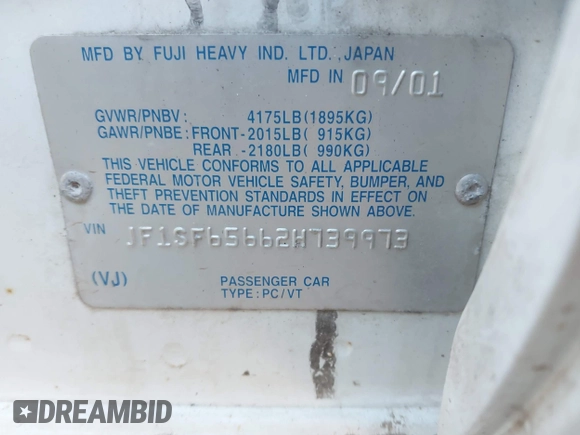 MFD BY FUJI HEAVY IND. LTD., JAPAN
MFD IN 09/01
GVWR/PNBV: 4175LB(1895KG)
GAWR/PNBE: FRONT-2015LB( 915KG)
REAR -2180LB( 990KG)
THIS VEHICLE CONFORMS TO ALL APPLICABLE
FEDERAL MOTOR VEHICLE SAFETY, BUMPER, AND
THEFT PREVENTION STANDARDS IN EFFECT ON
THE DATE OF MANUFACTURE SHOWN ABOVE.
VIN JF1SF65662H739973
(VJ) PASSENGER CAR
TYPE: PC/VT
DREAMBID